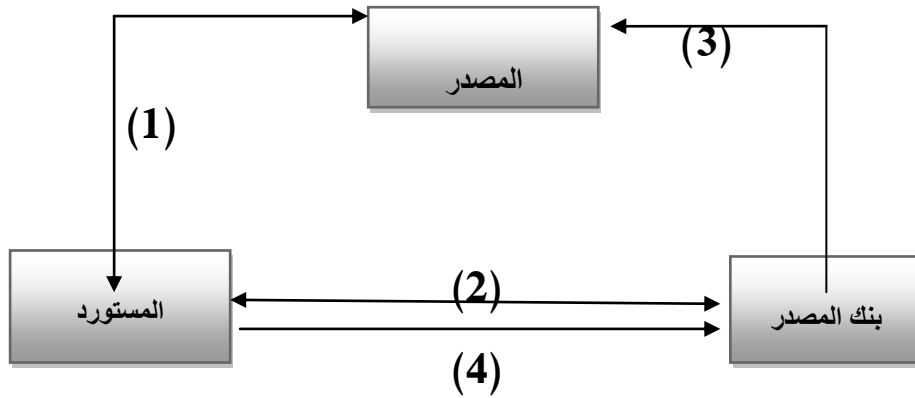 (3)
المصدر
(1)
(2)
المستورد
بنك المصدر
(4)